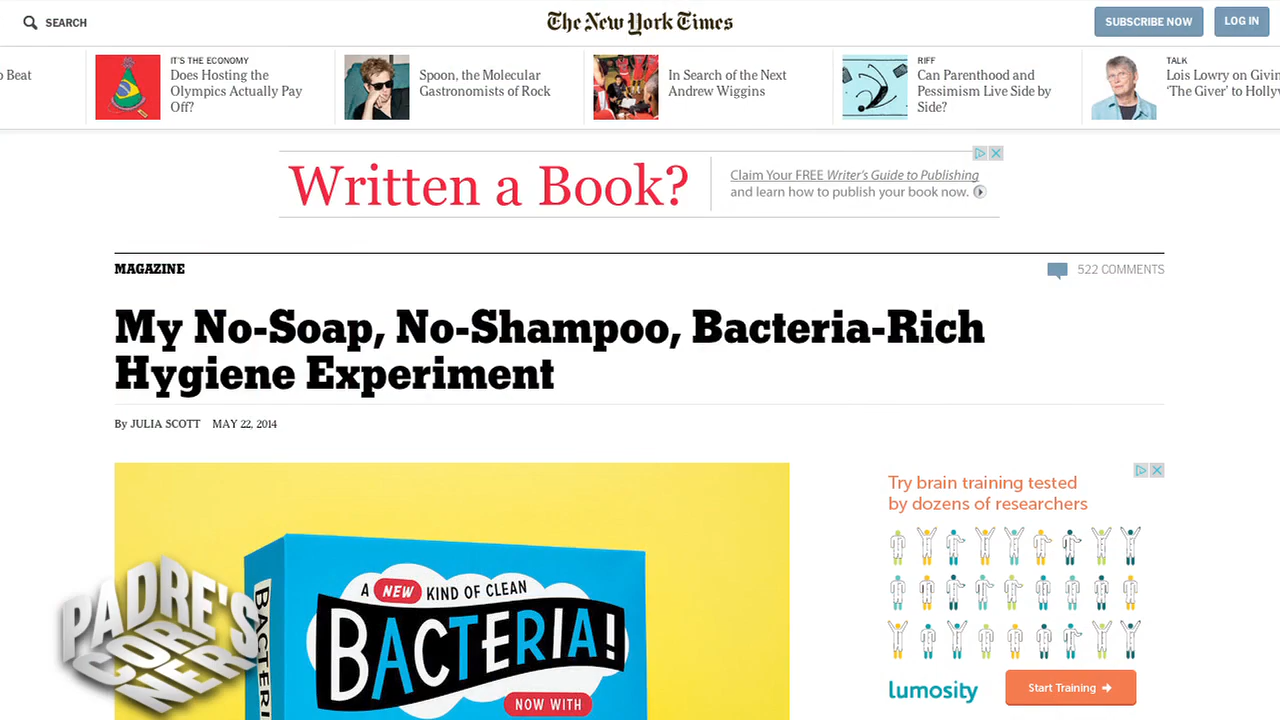 SEARCH
The New York Times
SUBSCRIBE NOW
LOG IN
o Beat
IT'S THE ECONOMY
Does Hosting the
Olympics Actually Pay
Off?
Spoon, the Molecular
Gastronomists of Rock
In Search of the Next
Andrew Wiggins
RIFF
Can Parenthood and
Pessimism Live Side by
Side?
TALK
Lois Lowry on Givin
'The Giver' to Hollyw
Written a Book?
Claim Your FREE Writer's Guide to Publishing
and learn how to publish your book now.
MAGAZINE
522 COMMENTS
My No-Soap, No-Shampoo, Bacteria-Rich
Hygiene Experiment
By JULIA SCOTT MAY 22, 2014
A NEW KIND OF CLEAN
BACTERIA!
NOW WITH
BACTERI
Try brain training tested
by dozens of researchers
lumosity
Start Training
PADRE'S
CORNER